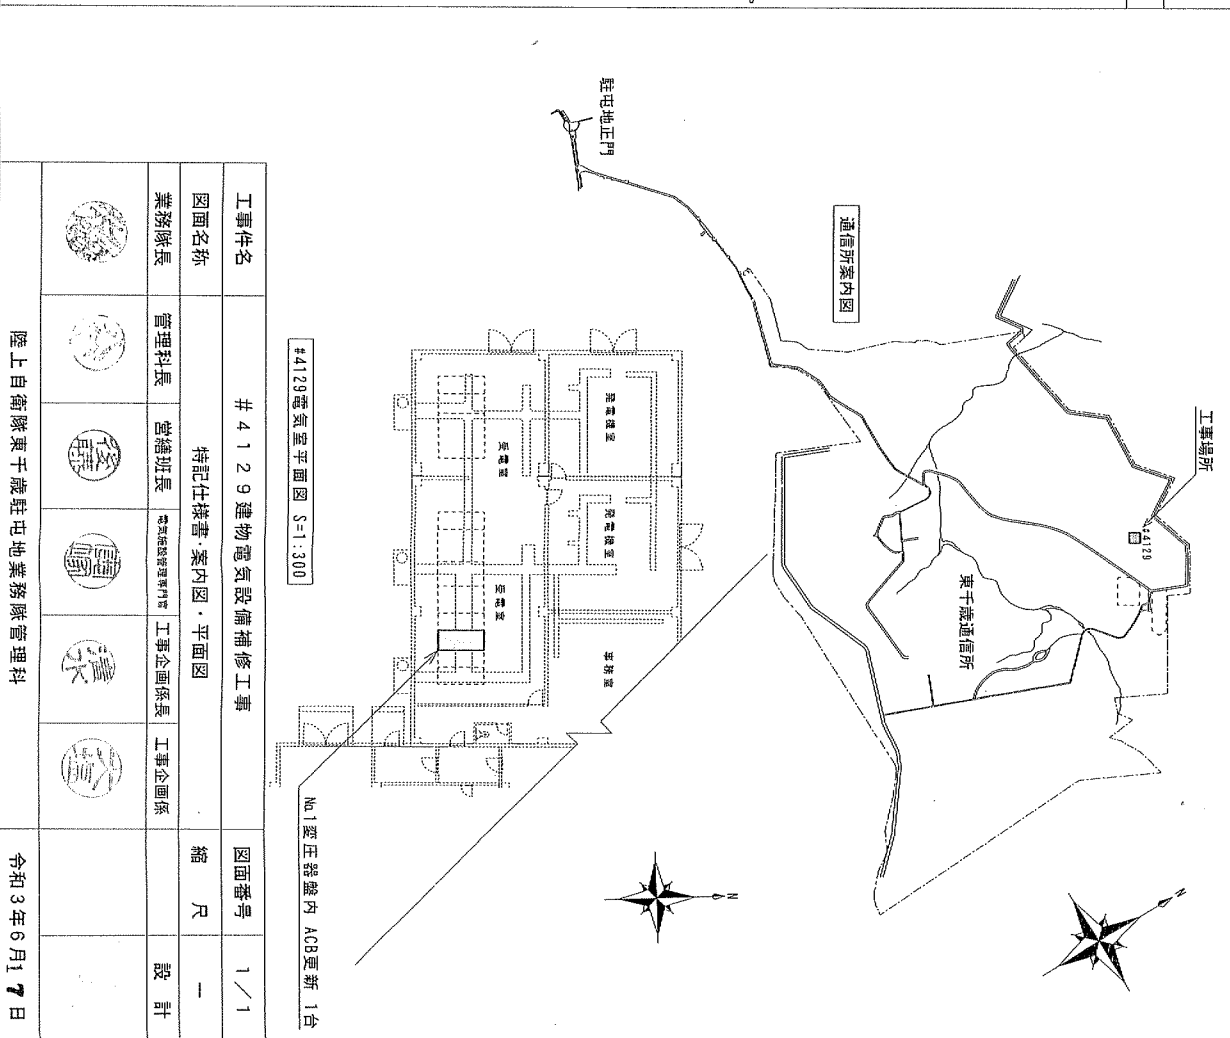 駐屯地正門
通信所案内図
工事場所
#4129
東千歳通信所
N
N
発電機室
発電機室
事務室
受電室
受電室
#4129電気室平面図 S=1:300
No.1変圧器盤内 ACB更新 1台
工事件名
#4129建物電気設備補修工事
図面番号
1/1
図面名称
特記仕様書・案内図・平面図
縮 尺
―
業務隊長
管理科長
営繕班長
電気施設管理専門官
工事企画係長
工事企画係
設 計
後藤
清水
陸上自衛隊東千歳駐屯地業務隊管理科
令和3年6月17日